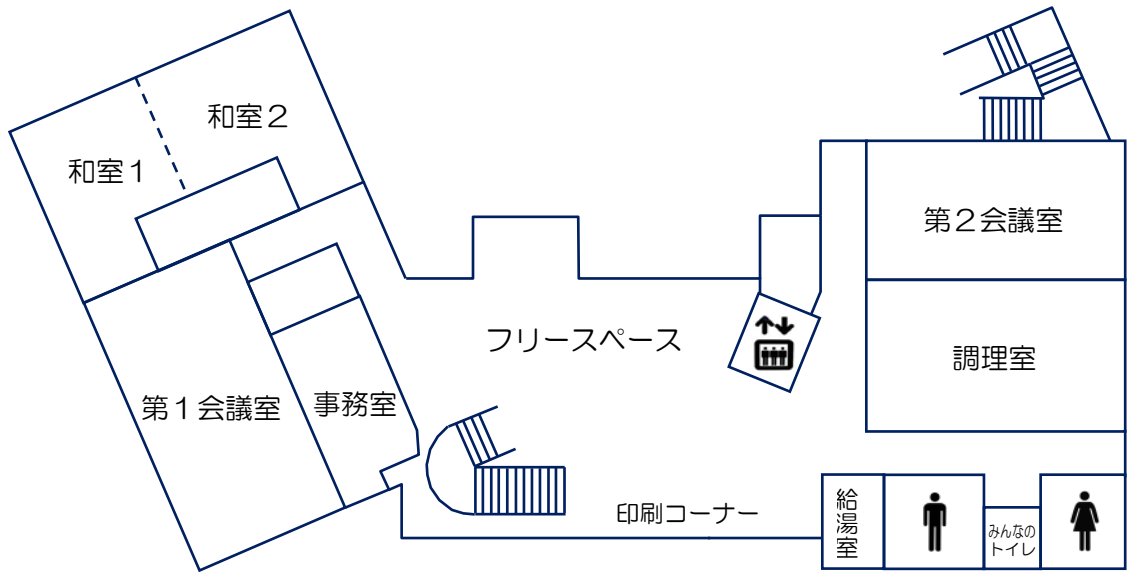 和室２
和室１
第２会議室
フリースペース
調理室
第１会議室
事務室
印刷コーナー
給湯室
みんなの
トイレ